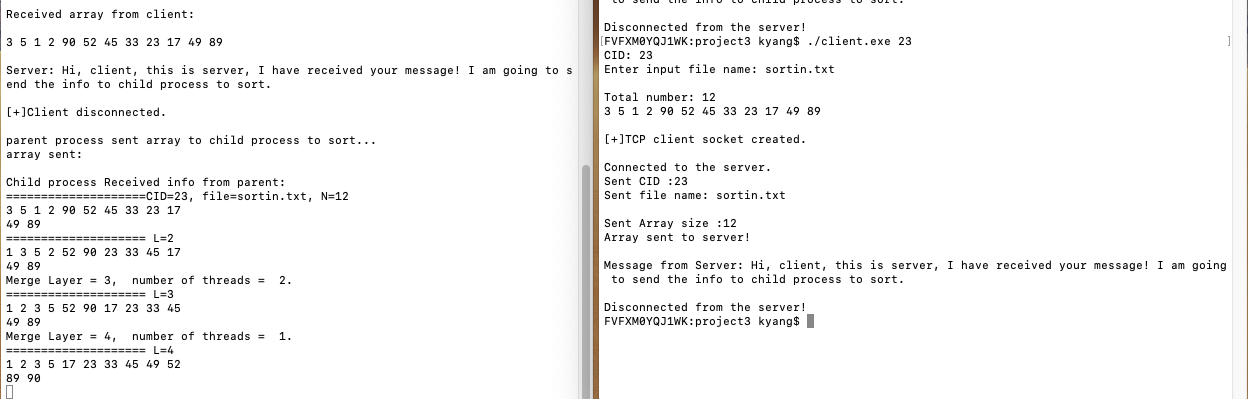 Received array from client:
3 5 1 2 90 52 45 33 23 17 49 89
Server: Hi, client, this is server, I have received your message! I am going to s
end the info to child process to sort.
[+]Client disconnected.
parent process sent array to child process to sort...
array sent:
Child process Received info from parent:
====================CID=23, file=sortin.txt, N=12
3 5 1 2 90 52 45 33 23 17
49 89
==================== L=2
1 3 5 2 52 90 23 33 45 17
49 89
Merge Layer = 3,  number of threads =  2.
==================== L=3
1 2 3 5 52 90 17 23 33 45
49 89
Merge Layer = 4,  number of threads =  1.
==================== L=4
1 2 3 5 17 23 33 45 49 52
89 90
to send the info to child process to sort.
Disconnected from the server!
[FVFXM0YQJ1WK:project3 kyang$ ./client.exe 23 ]
CID: 23
Enter input file name: sortin.txt
Total number: 12
3 5 1 2 90 52 45 33 23 17 49 89
[+]TCP client socket created.
Connected to the server.
Sent CID :23
Sent file name: sortin.txt
Sent Array size :12
Array sent to server!
Message from Server: Hi, client, this is server, I have received your message! I am going
to send the info to child process to sort.
Disconnected from the server!
FVFXM0YQJ1WK:project3 kyang$